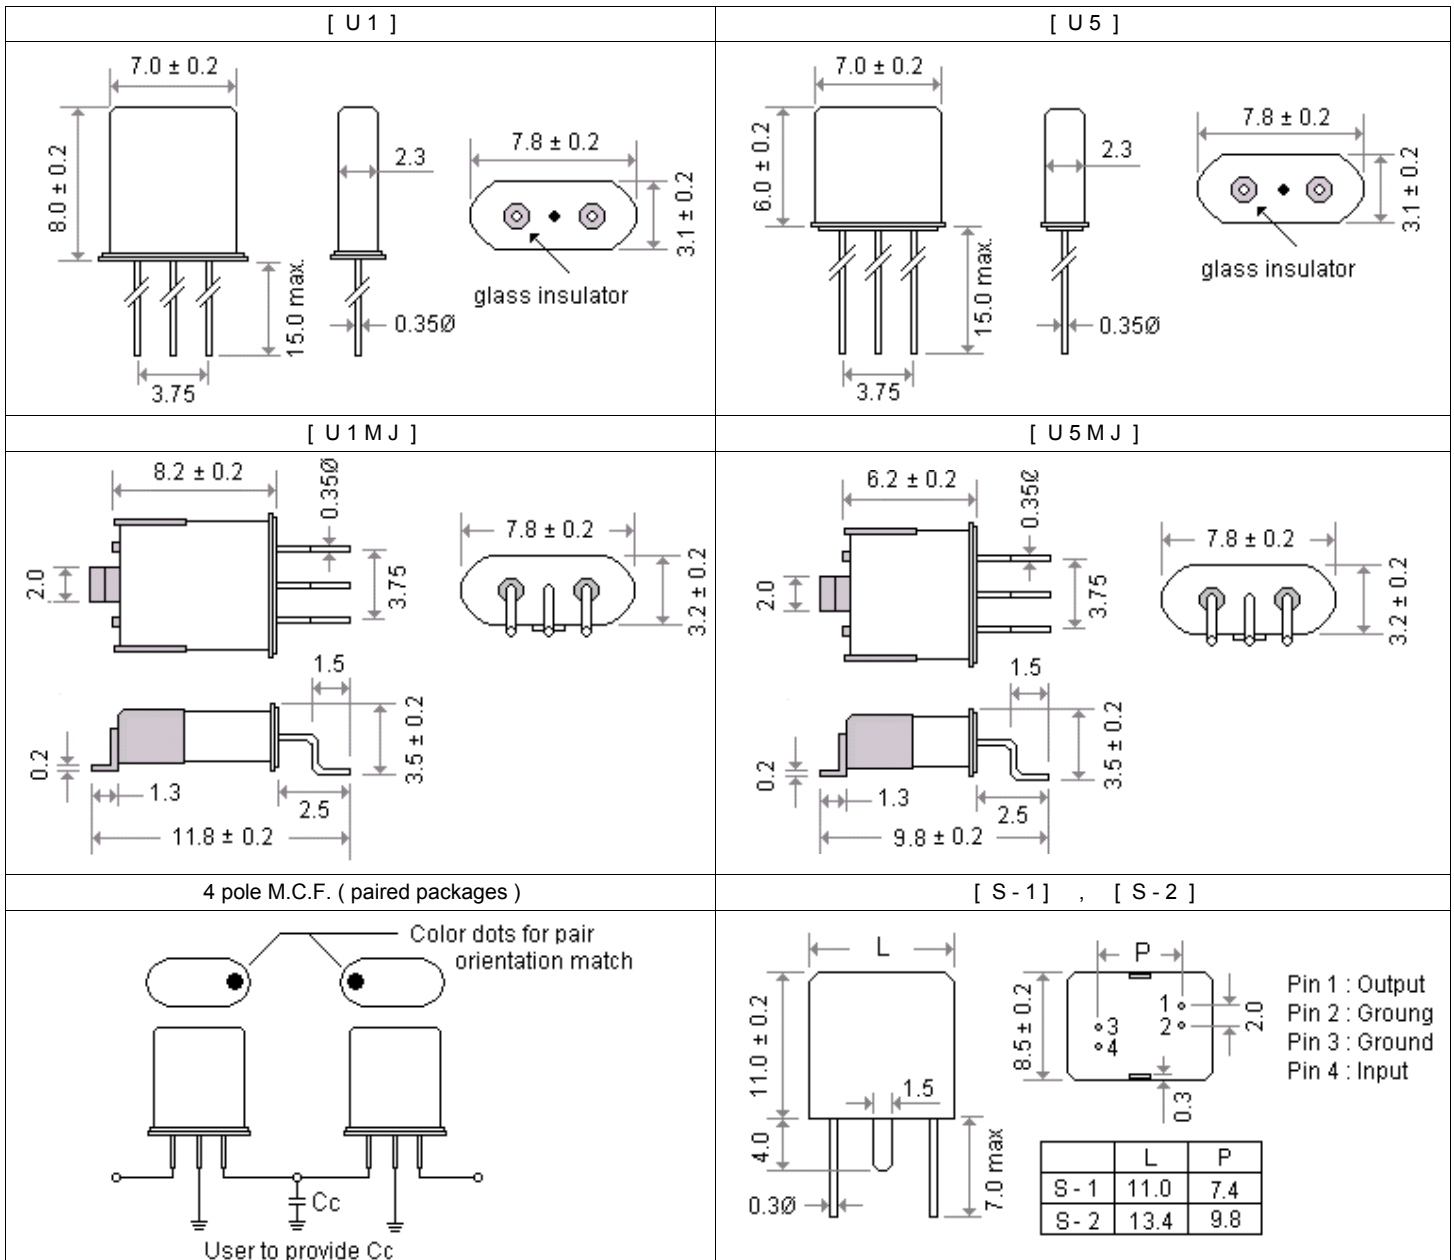 [ U 1 ]
7.0 ± 0.2
8.0 ± 0.2
2.3
7.8 ± 0.2
3.1 ± 0.2
glass insulator
15.0 max.
0.35Ø
3.75
[ U 5 ]
7.0 ± 0.2
6.0 ± 0.2
2.3
7.8 ± 0.2
3.1 ± 0.2
glass insulator
15.0 max.
0.35Ø
3.75
[ U 1 M J ]
8.2 ± 0.2
0.35Ø
2.0
3.75
7.8 ± 0.2
3.2 ± 0.2
1.5
0.2
3.5 ± 0.2
1.3
2.5
11.8 ± 0.2
[ U 5 M J ]
6.2 ± 0.2
0.35Ø
2.0
3.75
7.8 ± 0.2
3.2 ± 0.2
1.5
0.2
3.5 ± 0.2
1.3
2.5
9.8 ± 0.2
4 pole M.C.F. ( paired packages )
Color dots for pair
orientation match
Cc
User to provide Cc
[ S - 1 ] , [ S - 2 ]
L
11.0 ± 0.2
1.5
4.0
7.0 max
0.3Ø
P
8.5 ± 0.2
1
2
3
4
2.0
0.3
Pin 1 : Output
Pin 2 : Groung
Pin 3 : Ground
Pin 4 : Input
L P
S - 1 11.0 7.4
S - 2 13.4 9.8